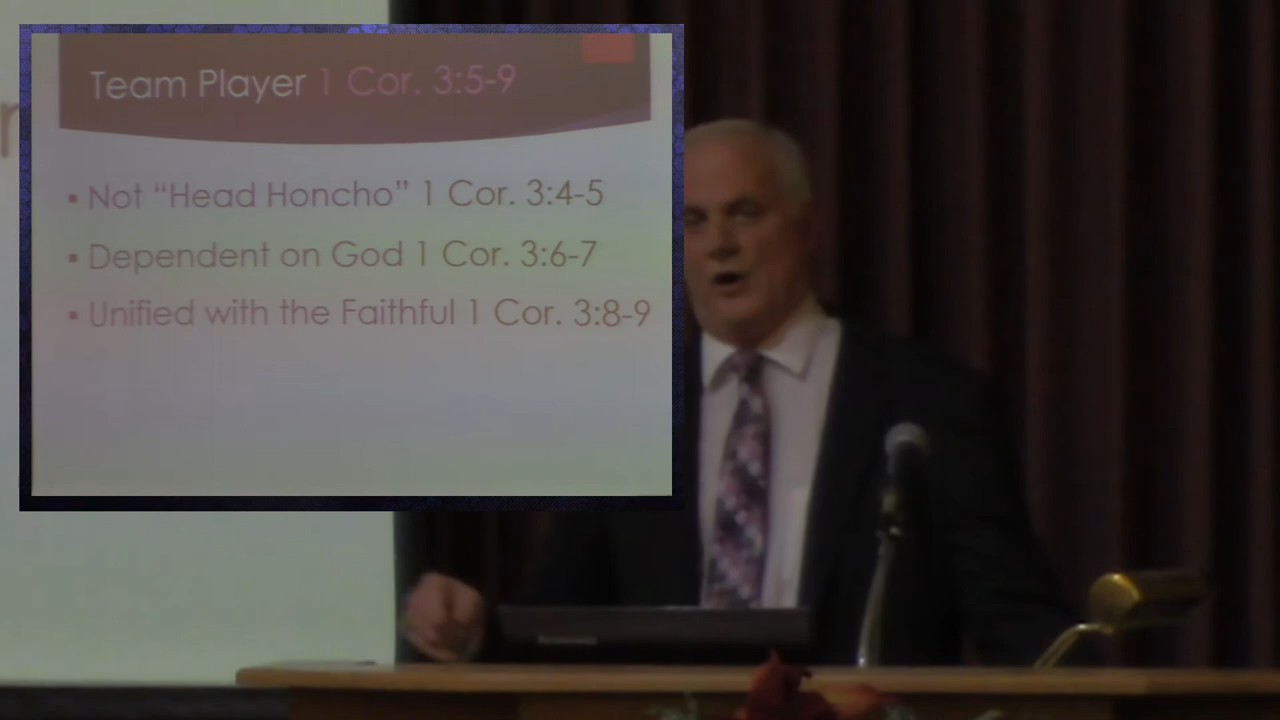 Team Player 1 Cor. 3:5-9
▪ Not “Head Honcho” 1 Cor. 3:4-5
▪ Dependent on God 1 Cor. 3:6-7
▪ Unified with the Faithful 1 Cor. 3:8-9